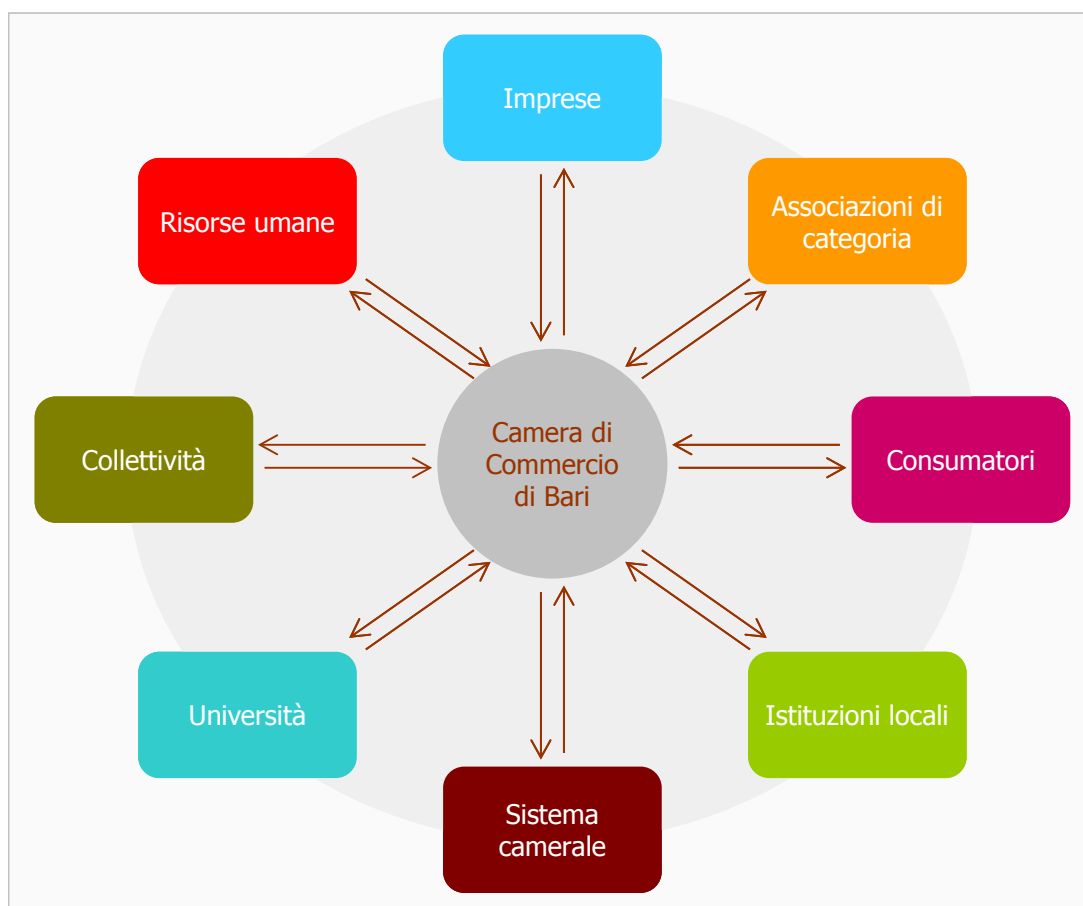 Imprese
Risorse umane
Associazioni di
categoria
Collettività
Camera di
Commercio
di Bari
Consumatori
Università
Istituzioni locali
Sistema
camerale